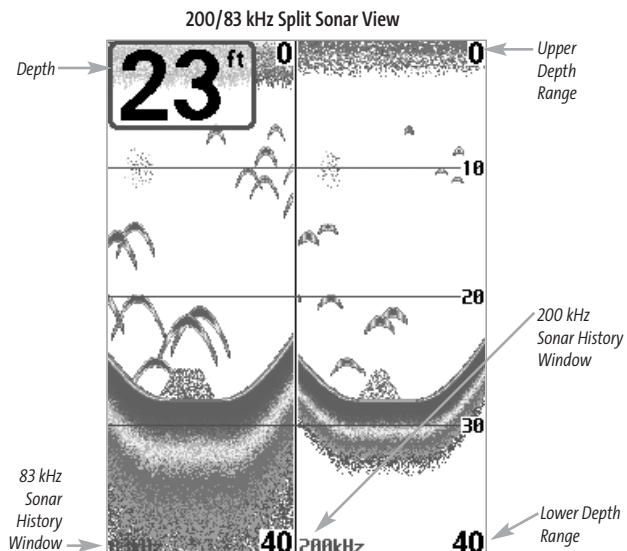 200/83 kHz Split Sonar View
Depth
23 ft
0
0
Upper
Depth
Range
10
20
200 kHz
Sonar History
Window
30
83 kHz
Sonar
History
Window
40
200kHz
40
Lower Depth
Range